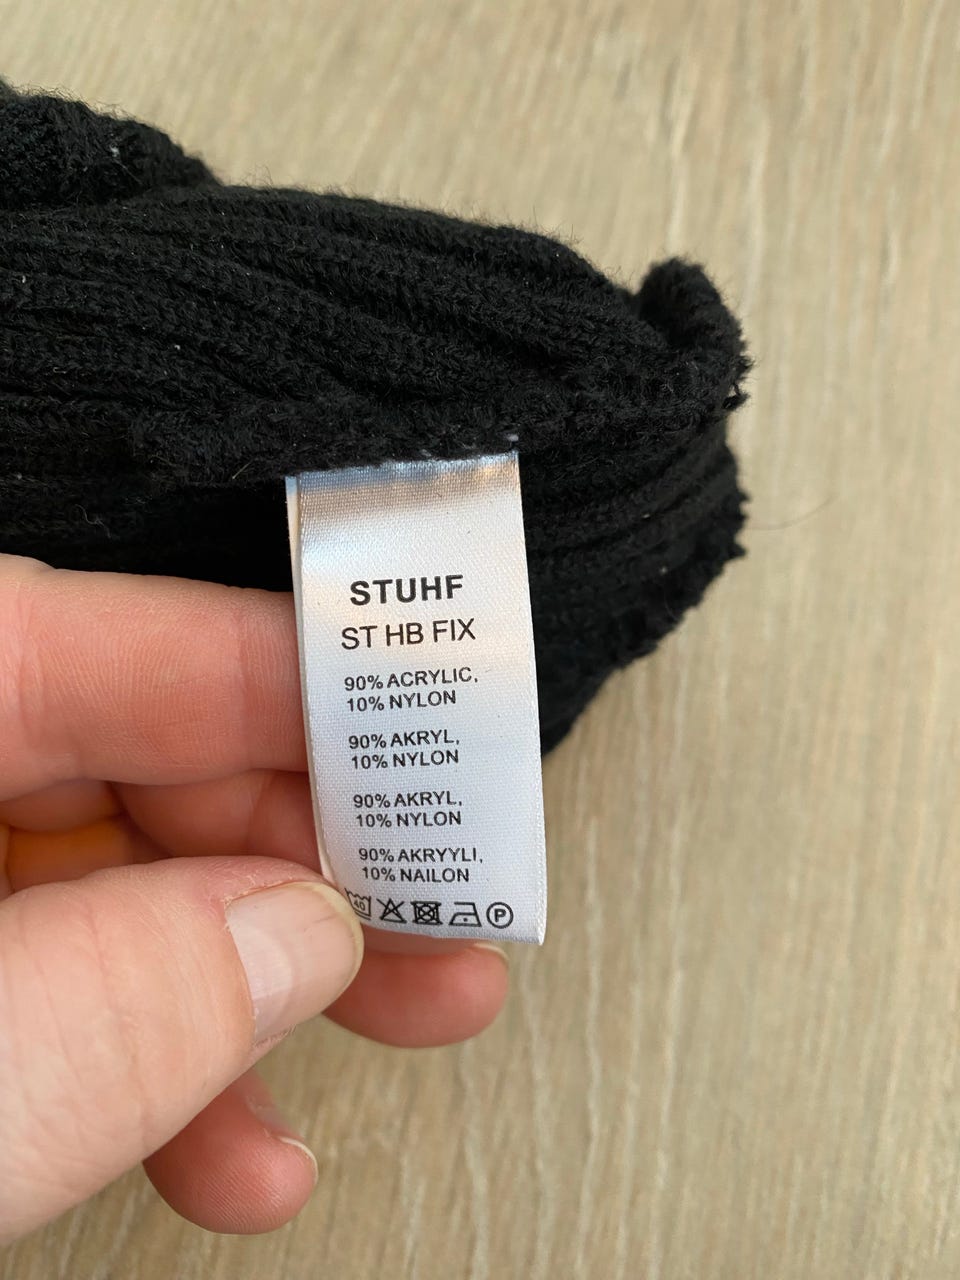 STUHF
ST HB FIX
90% ACRYLIC,
10% NYLON
90% AKRYL,
10% NYLON
90% AKRYL,
10% NYLON
90% AKRYYLI,
10% NAILON
40 P